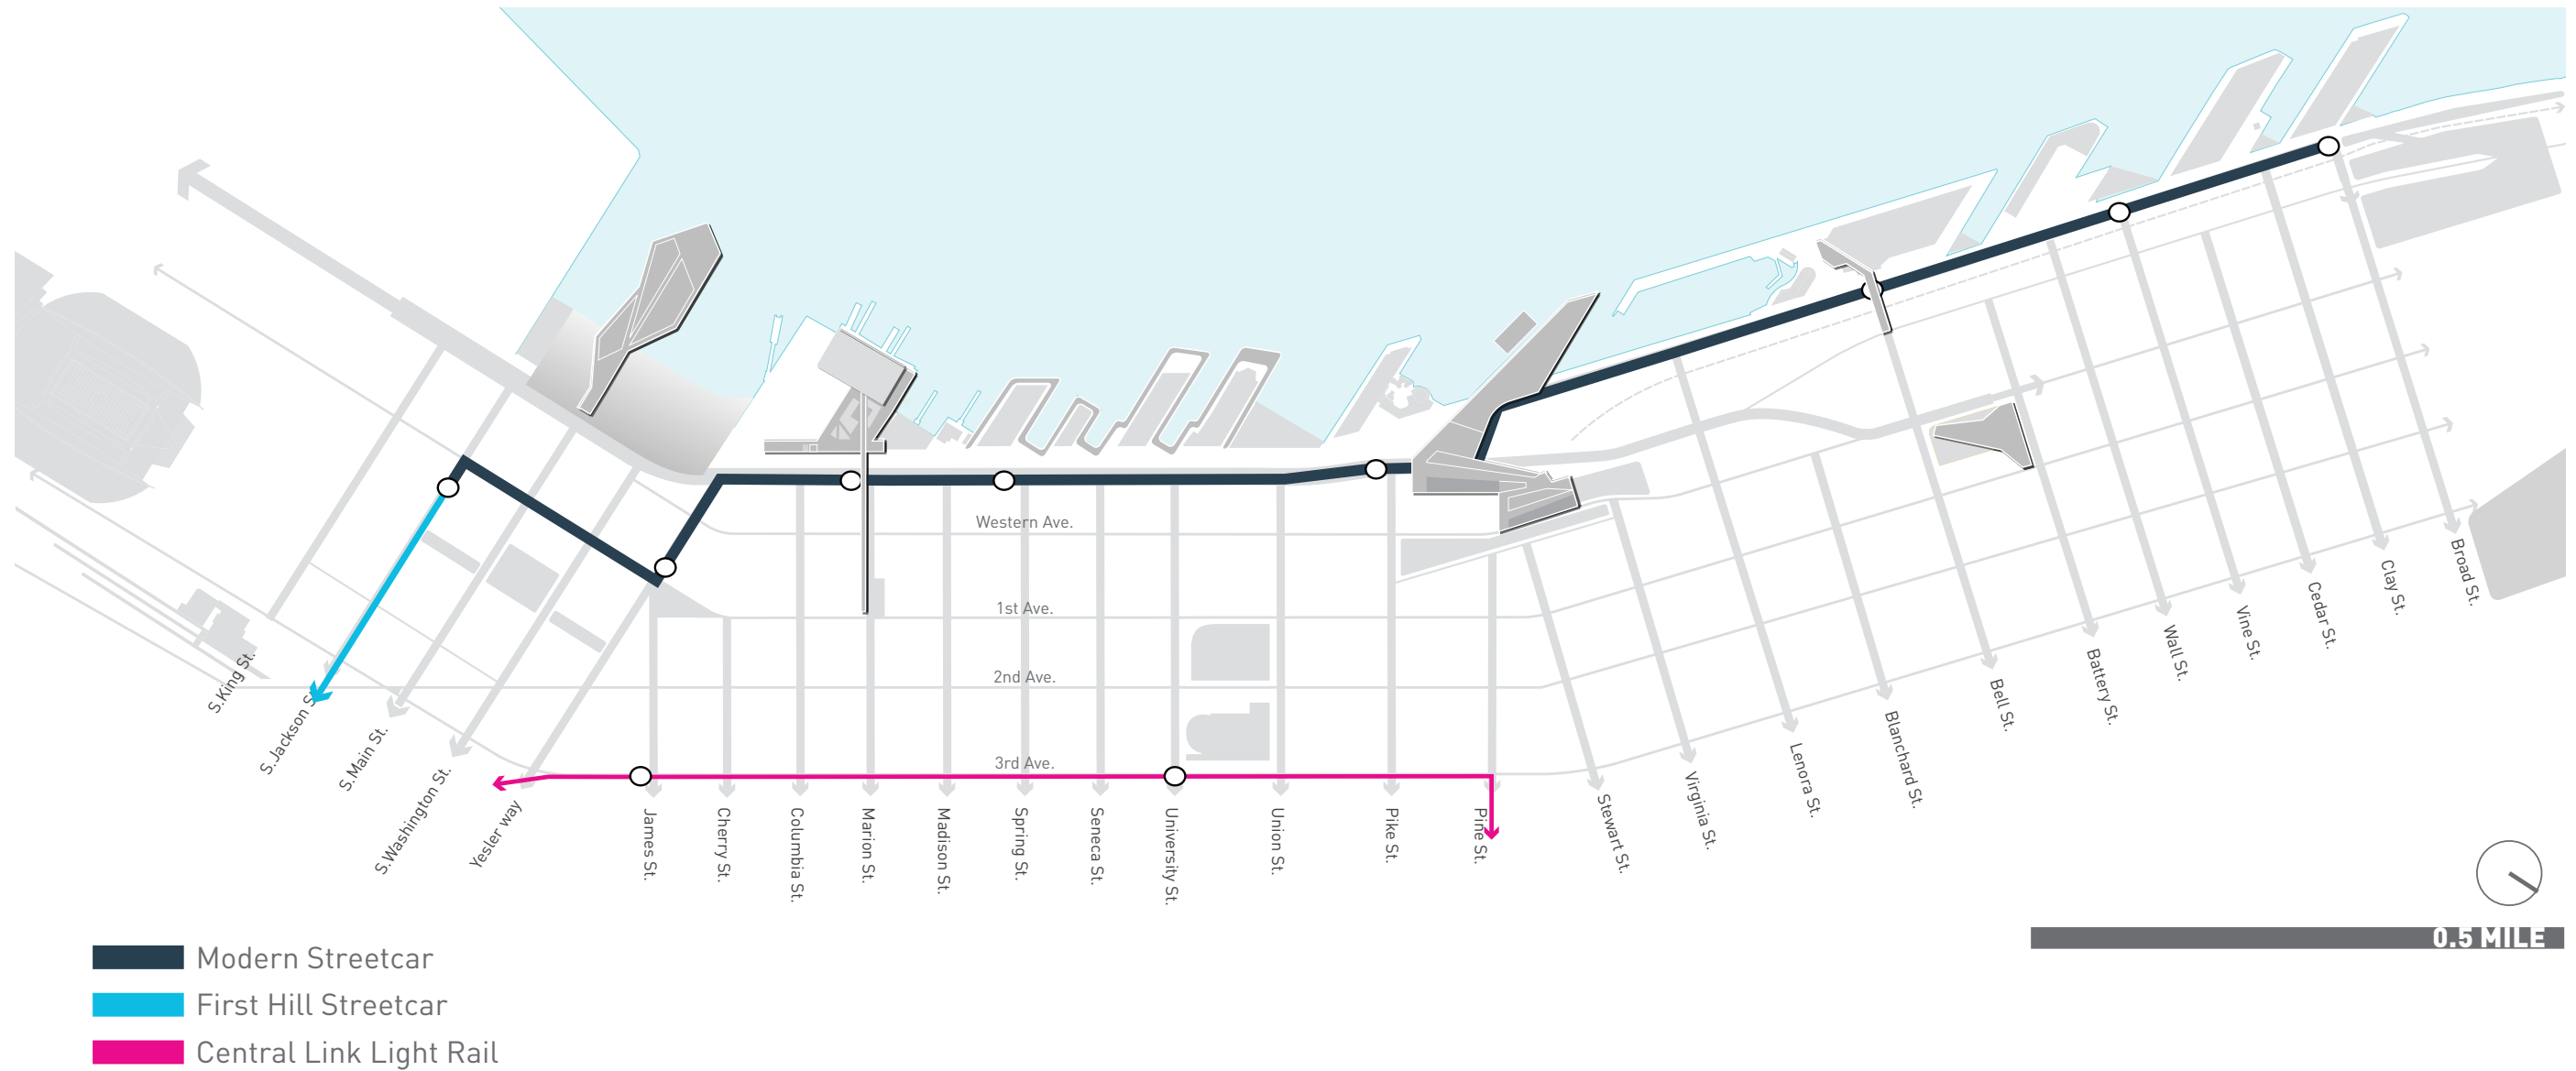 Western Ave.
1st Ave.
2nd Ave.
3rd Ave.
S.King St.
S.Jackson St.
S.Main St.
S.Washington St.
Yesler way
James St.
Cherry St.
Columbia St.
Marion St.
Madison St.
Spring St.
Seneca St.
University St.
Union St.
Pike St.
Pine St.
Stewart St.
Virginia St.
Lenora St.
Blanchard St.
Bell St.
Battery St.
Wall St.
Vine St.
Cedar St.
Clay St.
Broad St.
0.5 MILE
Modern Streetcar
First Hill Streetcar
Central Link Light Rail